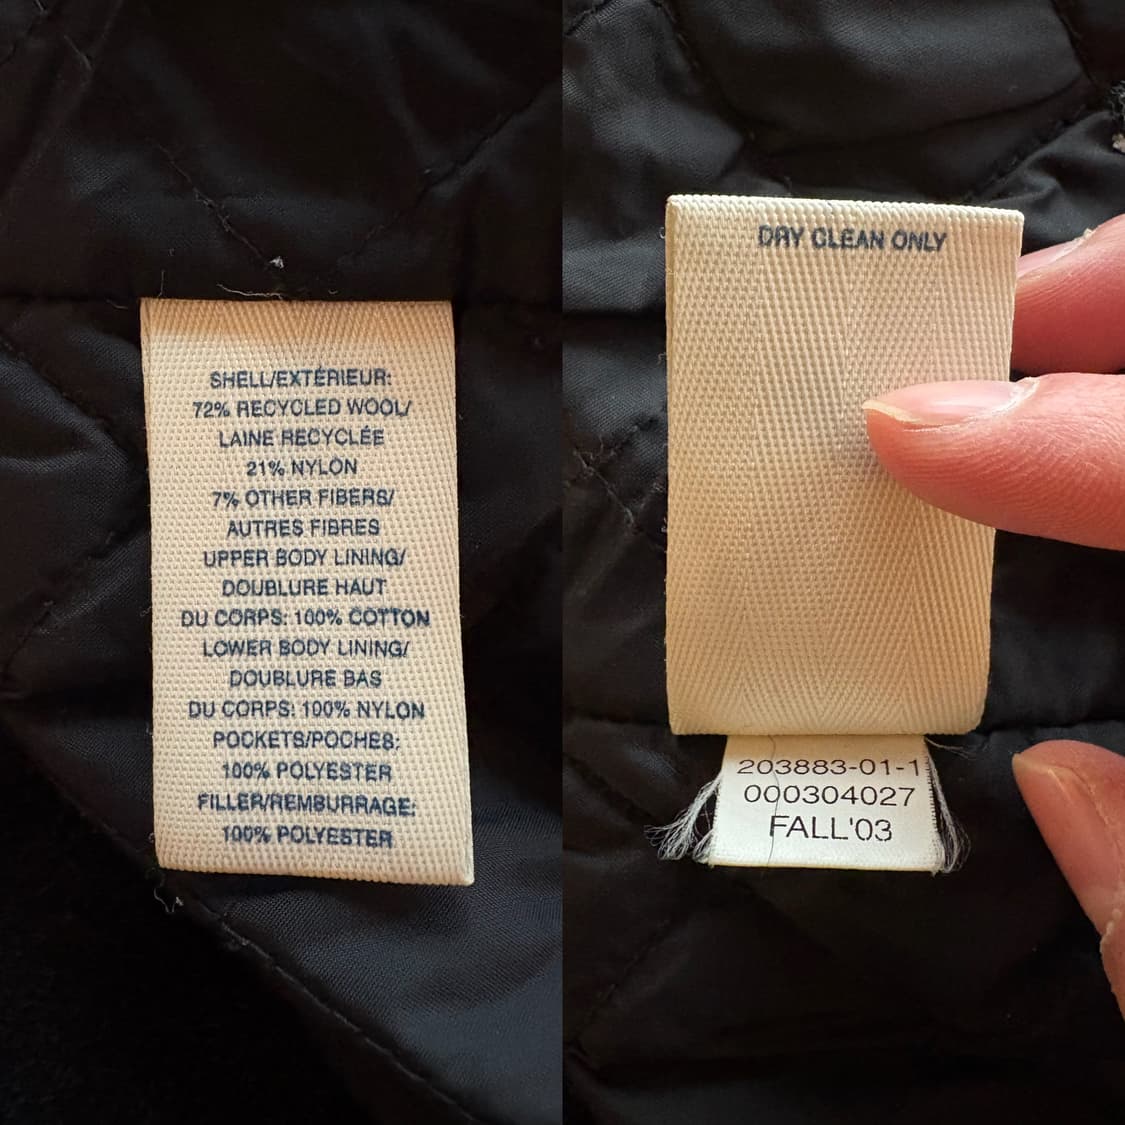 SHELL/EXTÉRIEUR:
72% RECYCLED WOOL/
LAINE RECYCLÉE
21% NYLON
7% OTHER FIBERS/
AUTRES FIBRES
UPPER BODY LINING/
DOUBLURE HAUT
DU CORPS: 100% COTTON
LOWER BODY LINING/
DOUBLURE BAS
DU CORPS: 100% NYLON
POCKETS/POCHES:
100% POLYESTER
FILLER/REMBURRAGE:
100% POLYESTER
DRY CLEAN ONLY
203883-01-1
000304027
FALL'03